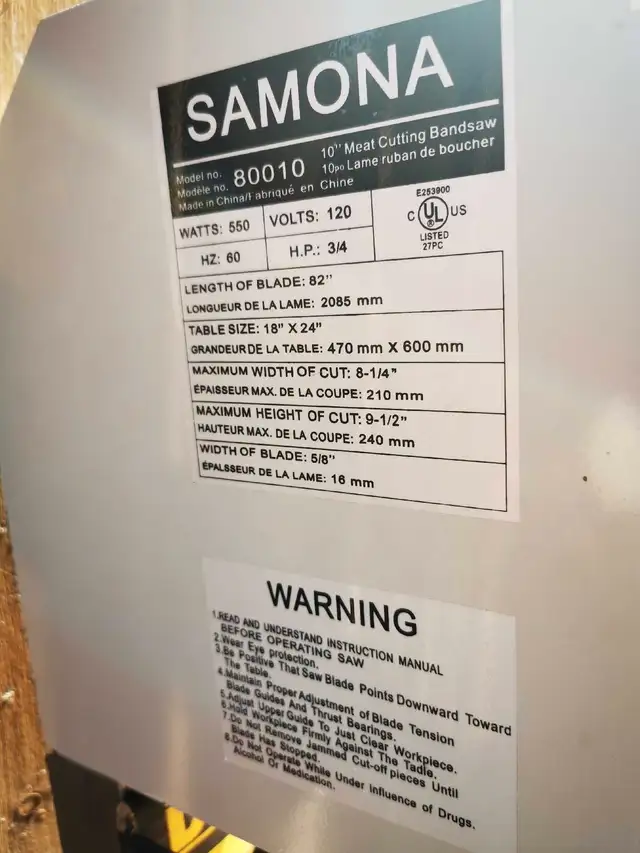 SAMONA
Model no.
Modèle no. 80010
10'' Meat Cutting Bandsaw
10po Lame ruban de boucher
Made in China/Fabriqué en Chine
WATTS: 550
VOLTS: 120
HZ: 60
H.P.: 3/4
E253900
C UL US
®
LISTED
27PC
LENGTH OF BLADE: 82"
LONGUEUR DE LA LAME: 2085 mm
TABLE SIZE: 18" X 24"
GRANDEUR DE LA TABLE: 470 mm X 600 mm
MAXIMUM WIDTH OF CUT: 8-1/4"
ÉPAISSEUR MAX. DE LA COUPE: 210 mm
MAXIMUM HEIGHT OF CUT: 9-1/2"
HAUTEUR MAX. DE LA COUPE: 240 mm
WIDTH OF BLADE: 5/8"
ÉPALSSEUR DE LA LAME: 16 mm
WARNING
1.READ AND UNDERSTAND INSTRUCTION MANUAL
BEFORE OPERATING SAW
2.Wear Eye protection.
3.Be Positive That Saw Blade Points Downward Toward
The Table.
4.Maintain Proper Adjustment of Blade Tension
Blade Guides And Thrust Bearings.
5.Adjust Upper Guide To Just Clear Workpiece.
6.Hold Workpiece Firmly Against The Tadle.
7.Do Not Remove Jammed Cut-off pieces Until
Blade Has Stopped.
8.Do Not Operate While Under Influence of Drugs.
Alcohol Or Medication.